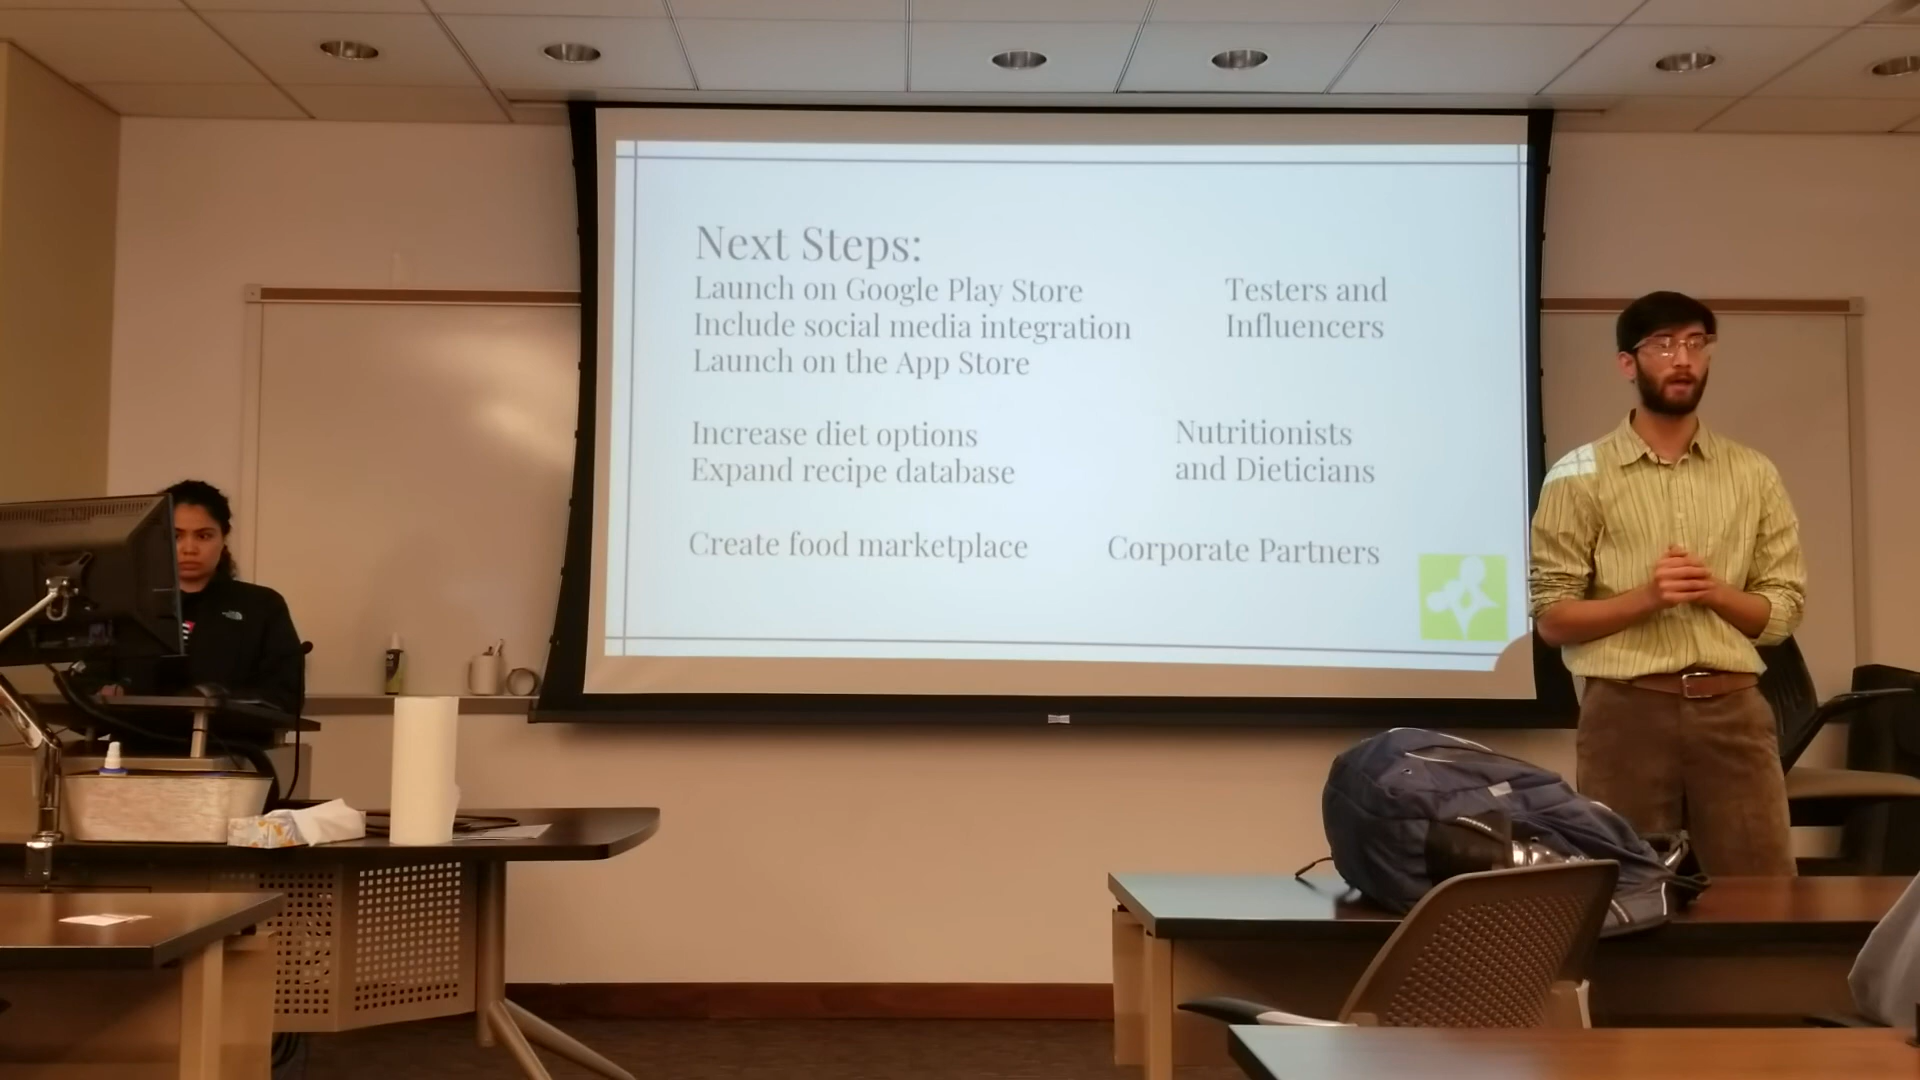 Next Steps:
Launch on Google Play Store
Include social media integration
Launch on the App Store
Testers and
Influencers
Increase diet options
Expand recipe database
Nutritionists
and Dieticians
Create food marketplace
Corporate Partners